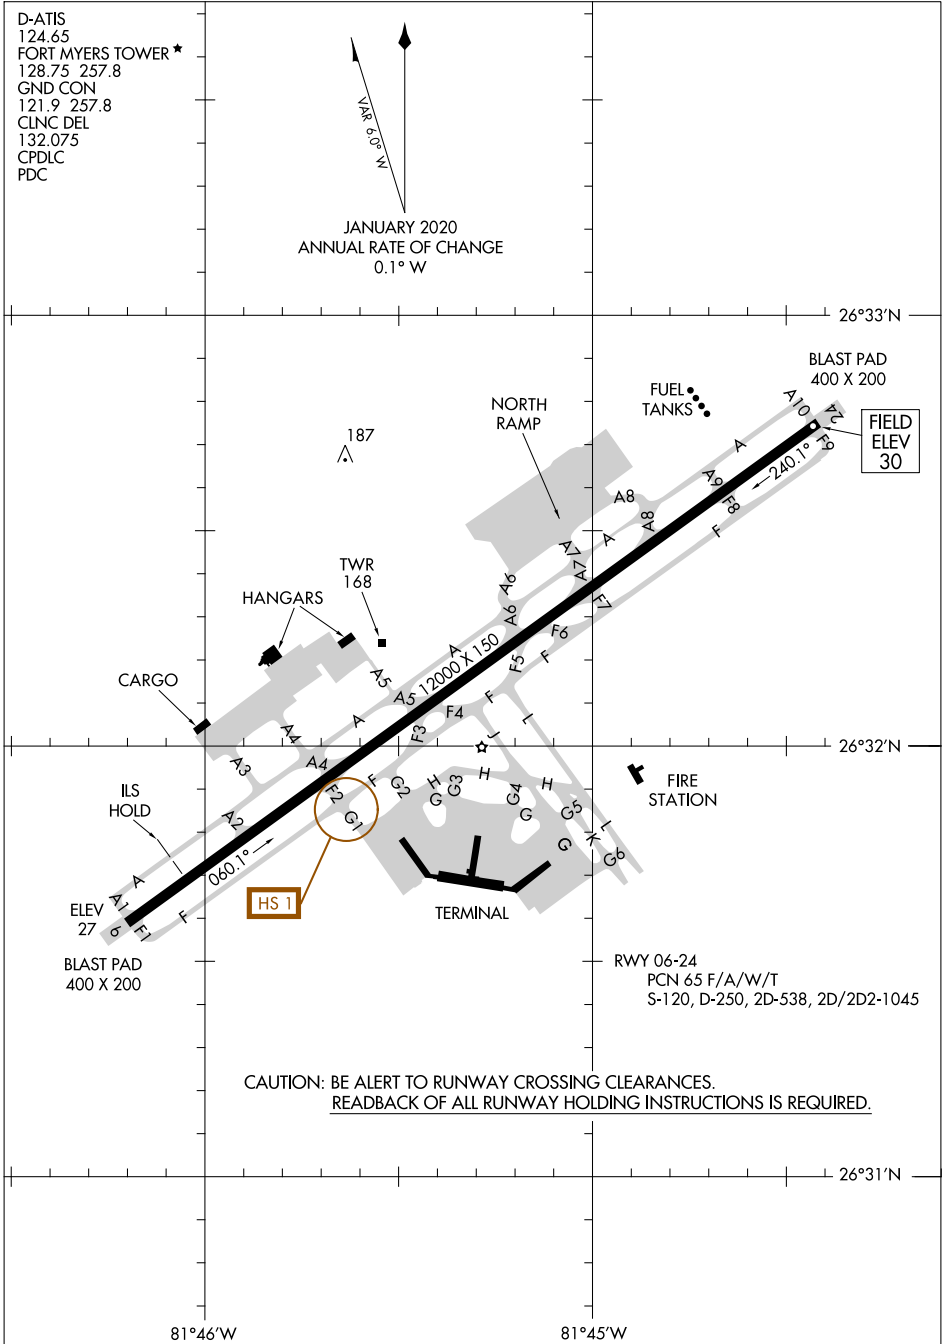 D-ATIS
124.65
FORT MYERS TOWER ★
128.75 257.8
GND CON
121.9 257.8
CLNC DEL
132.075
CPDLC
PDC
VAR 6.0° W
JANUARY 2020
ANNUAL RATE OF CHANGE
0.1° W
26°33'N
BLAST PAD
400 X 200
FUEL
TANKS
A10
24
NORTH
RAMP
FIELD
ELEV
30
187
A
F9
240.1°
A9
F8
A8
A8
F
A
A7
A7
TWR
168
A6
HANGARS
A6
F7
F6
A
F5
F
12000 X 150
A5
CARGO
A5
F
F4
L
A
A4
F3
J
26°32'N
A3
A4
F
G2
H
G3
H
G4
H
FIRE
STATION
ILS
HOLD
F2
G
G5
G1
G
L
A2
K
G
G6
060.1°
A
HS 1
TERMINAL
A1
F
ELEV
27
6
F1
BLAST PAD
400 X 200
RWY 06-24
PCN 65 F/A/W/T
S-120, D-250, 2D-538, 2D/2D2-1045
CAUTION: BE ALERT TO RUNWAY CROSSING CLEARANCES.
READBACK OF ALL RUNWAY HOLDING INSTRUCTIONS IS REQUIRED.
26°31'N
81°46'W
81°45'W